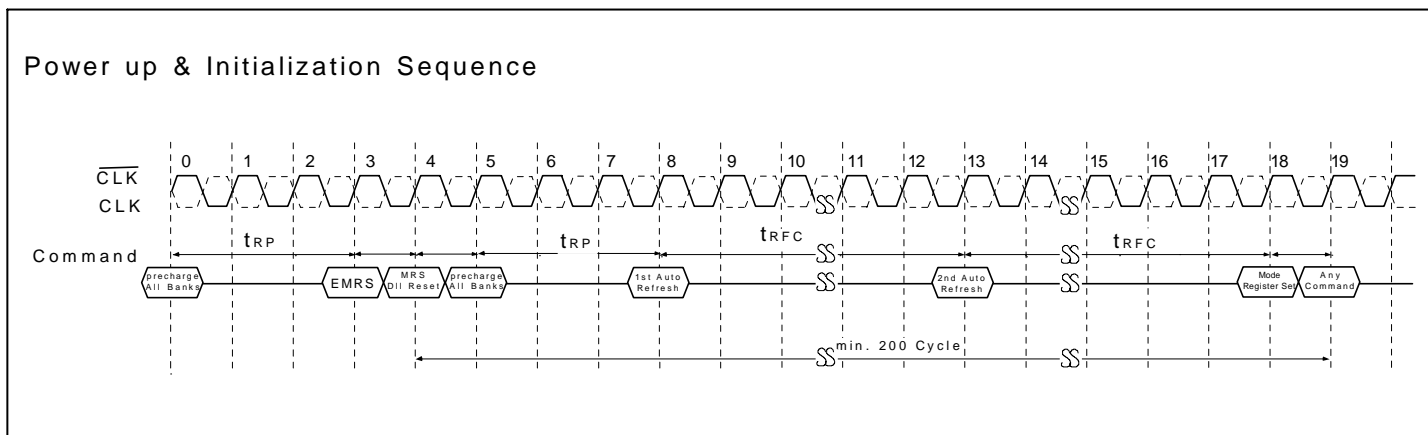 Power up & Initialization Sequence
0 1 2 3 4 5 6 7 8 9 10 11 12 13 14 15 16 17 18 19
CLK
CLK
tRP tRP tRFC tRFC
Command
precharge All Banks
EMRS
MRS Dll Reset
precharge All Banks
1st Auto Refresh
2nd Auto Refresh
Mode Register Set
Any Command
min. 200 Cycle